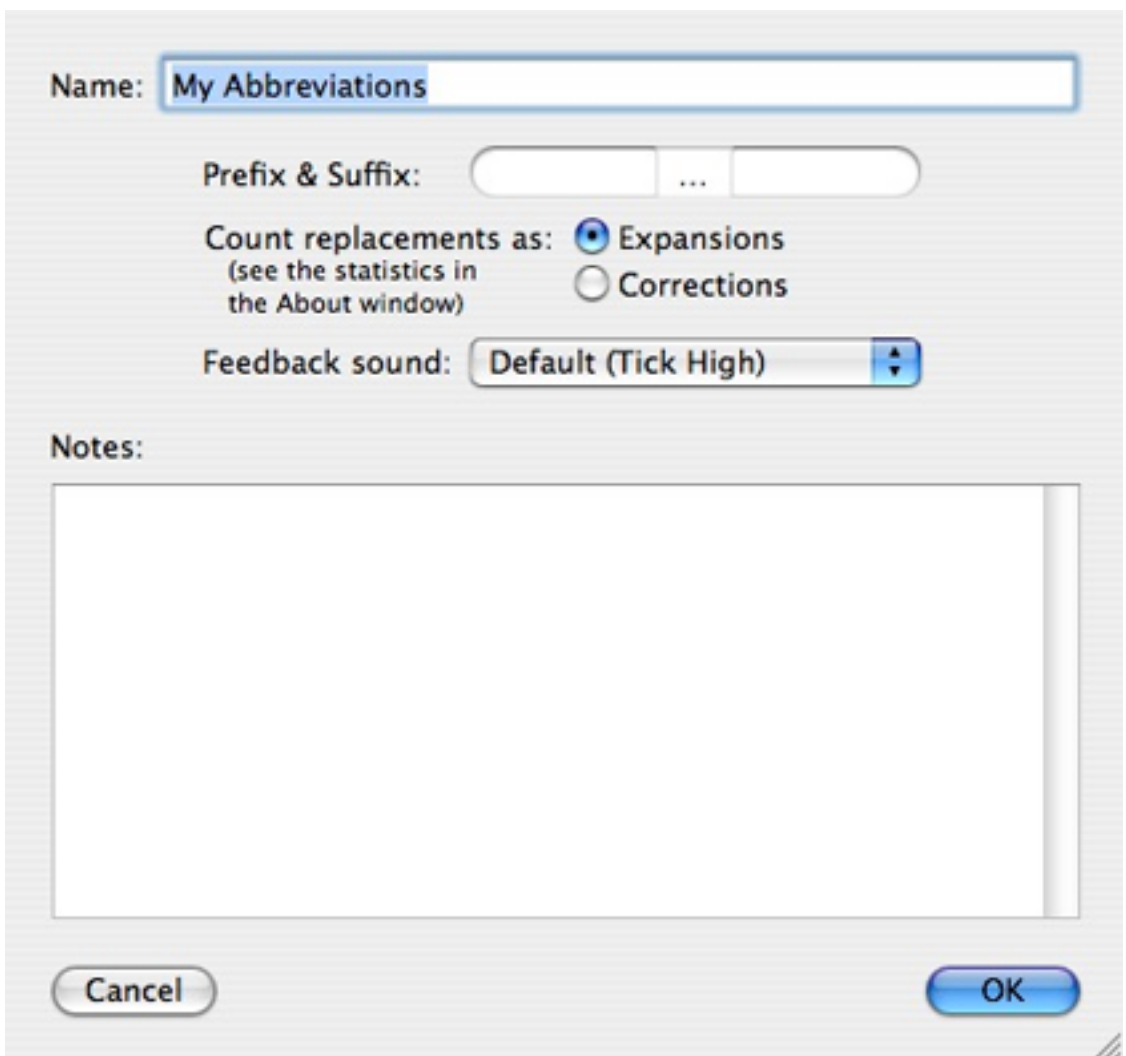 Name: My Abbreviations
Prefix & Suffix: ...
Count replacements as: Expansions
(see the statistics in
the About window)
Corrections
Feedback sound: Default (Tick High)
Notes:
Cancel OK